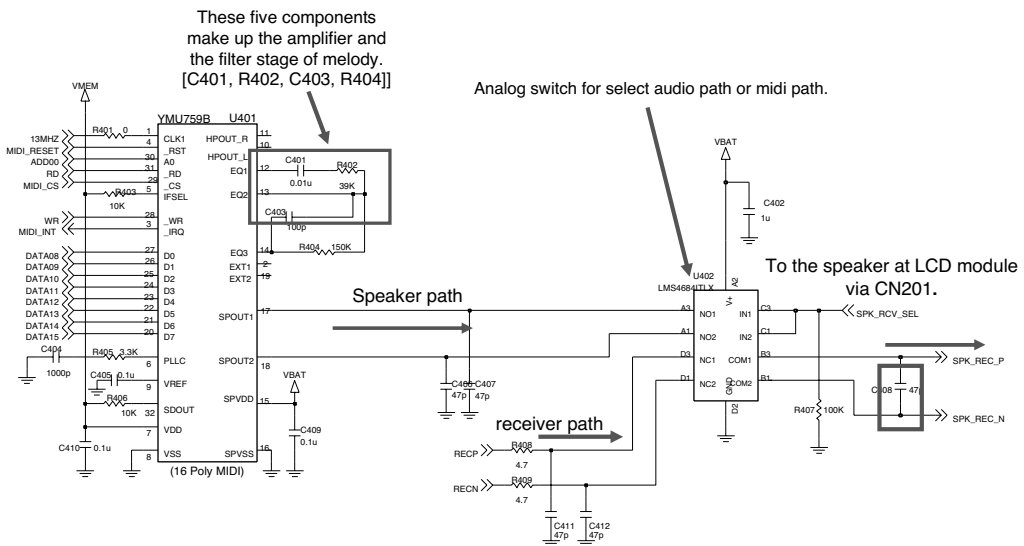 These five components
make up the amplifier and
the filter stage of melody.
[C401, R402, C403, R404]]
Analog switch for select audio path or midi path.
VMEM
YMU759B U401
13MHZ R401 0 1 CLK1 HPOUT_R 11
MIDI_RESET 4 _RST HPOUT_L 10
ADD00 30 A0
RD 31 _RD EQ1 12 C401 0.01u R402 39K
MIDI_CS 29 _CS
R403 10K 5 IFSEL EQ2 13
C403 100p
WR 28 _WR
MIDI_INT 3 _IRQ
DATA08 27 D0 EQ3 14 R404 150K
DATA09 26 D1 EXT1 2
DATA10 25 D2 EXT2 19
DATA11 24 D3
DATA12 23 D4
DATA13 22 D5 SPOUT1 17
DATA14 21 D6
DATA15 20 D7
C404 1000p R405 3.3K 6 PLLC SPOUT2 18
C405 0.1u 9 VREF
R406 10K 32 SDOUT SPVDD 15 VBAT
7 VDD C409 0.1u
C410 0.1u
8 VSS SPVSS 16
(16 Poly MIDI)
Speaker path
C406 47p
C407 47p
receiver path
RECP R408 4.7
RECN R409 4.7
C411 47p
C412 47p
VBAT
C402
1u
U402
LMS4684ITLX
A2 V+
A3 NO1 IN1 C3
A1 NO2 IN2 C1
D3 NC1 COM1 B3
D1 NC2 COM2 B1
GND D2
To the speaker at LCD module
via CN201.
SPK_RCV_SEL
SPK_REC_P
C408 47p
R407 100K
SPK_REC_N